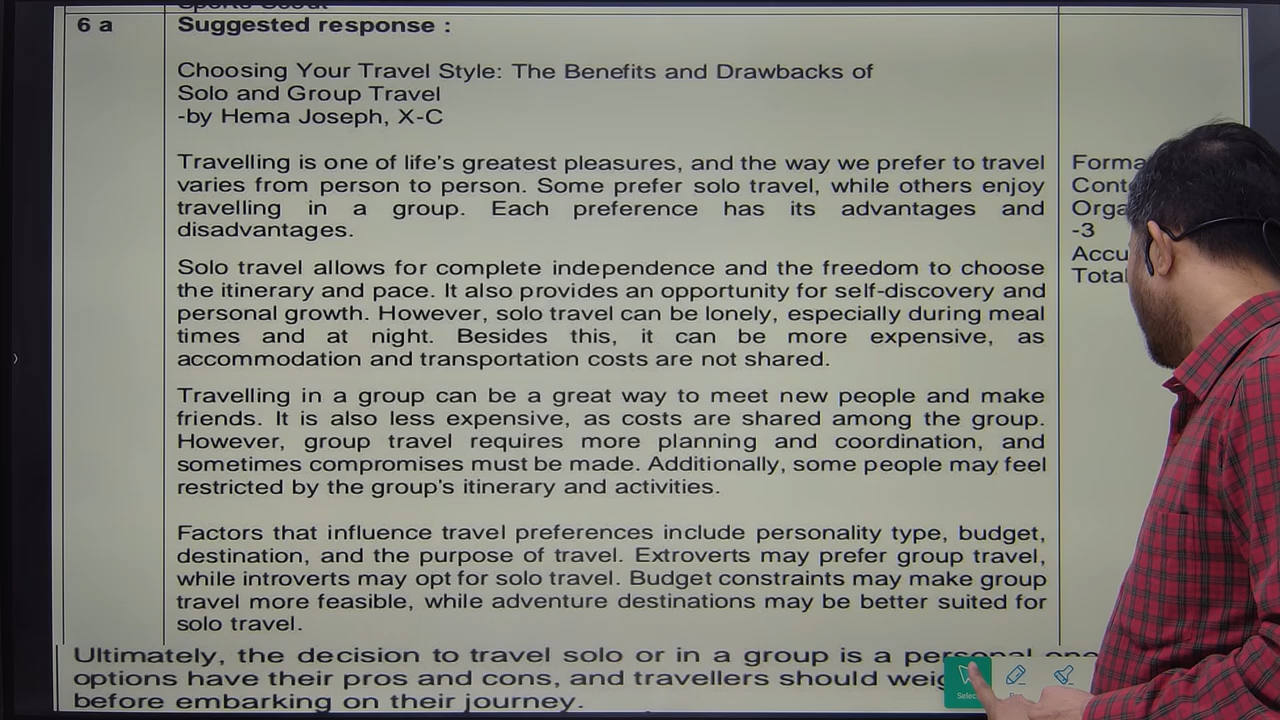 Sports Scout
6 a
Suggested response :
Choosing Your Travel Style: The Benefits and Drawbacks of
Solo and Group Travel
-by Hema Joseph, X-C
Travelling is one of life's greatest pleasures, and the way we prefer to travel
varies from person to person. Some prefer solo travel, while others enjoy
travelling in a group. Each preference has its advantages and
disadvantages.
Solo travel allows for complete independence and the freedom to choose
the itinerary and pace. It also provides an opportunity for self-discovery and
personal growth. However, solo travel can be lonely, especially during meal
times and at night. Besides this, it can be more expensive, as
accommodation and transportation costs are not shared.
Travelling in a group can be a great way to meet new people and make
friends. It is also less expensive, as costs are shared among the group.
However, group travel requires more planning and coordination, and
sometimes compromises must be made. Additionally, some people may feel
restricted by the group's itinerary and activities.
Factors that influence travel preferences include personality type, budget,
destination, and the purpose of travel. Extroverts may prefer group travel,
while introverts may opt for solo travel. Budget constraints may make group
travel more feasible, while adventure destinations may be better suited for
solo travel.
Ultimately, the decision to travel solo or in a group is a personal one
options have their pros and cons, and travellers should
before embarking on their journey.
-3
Total
Select